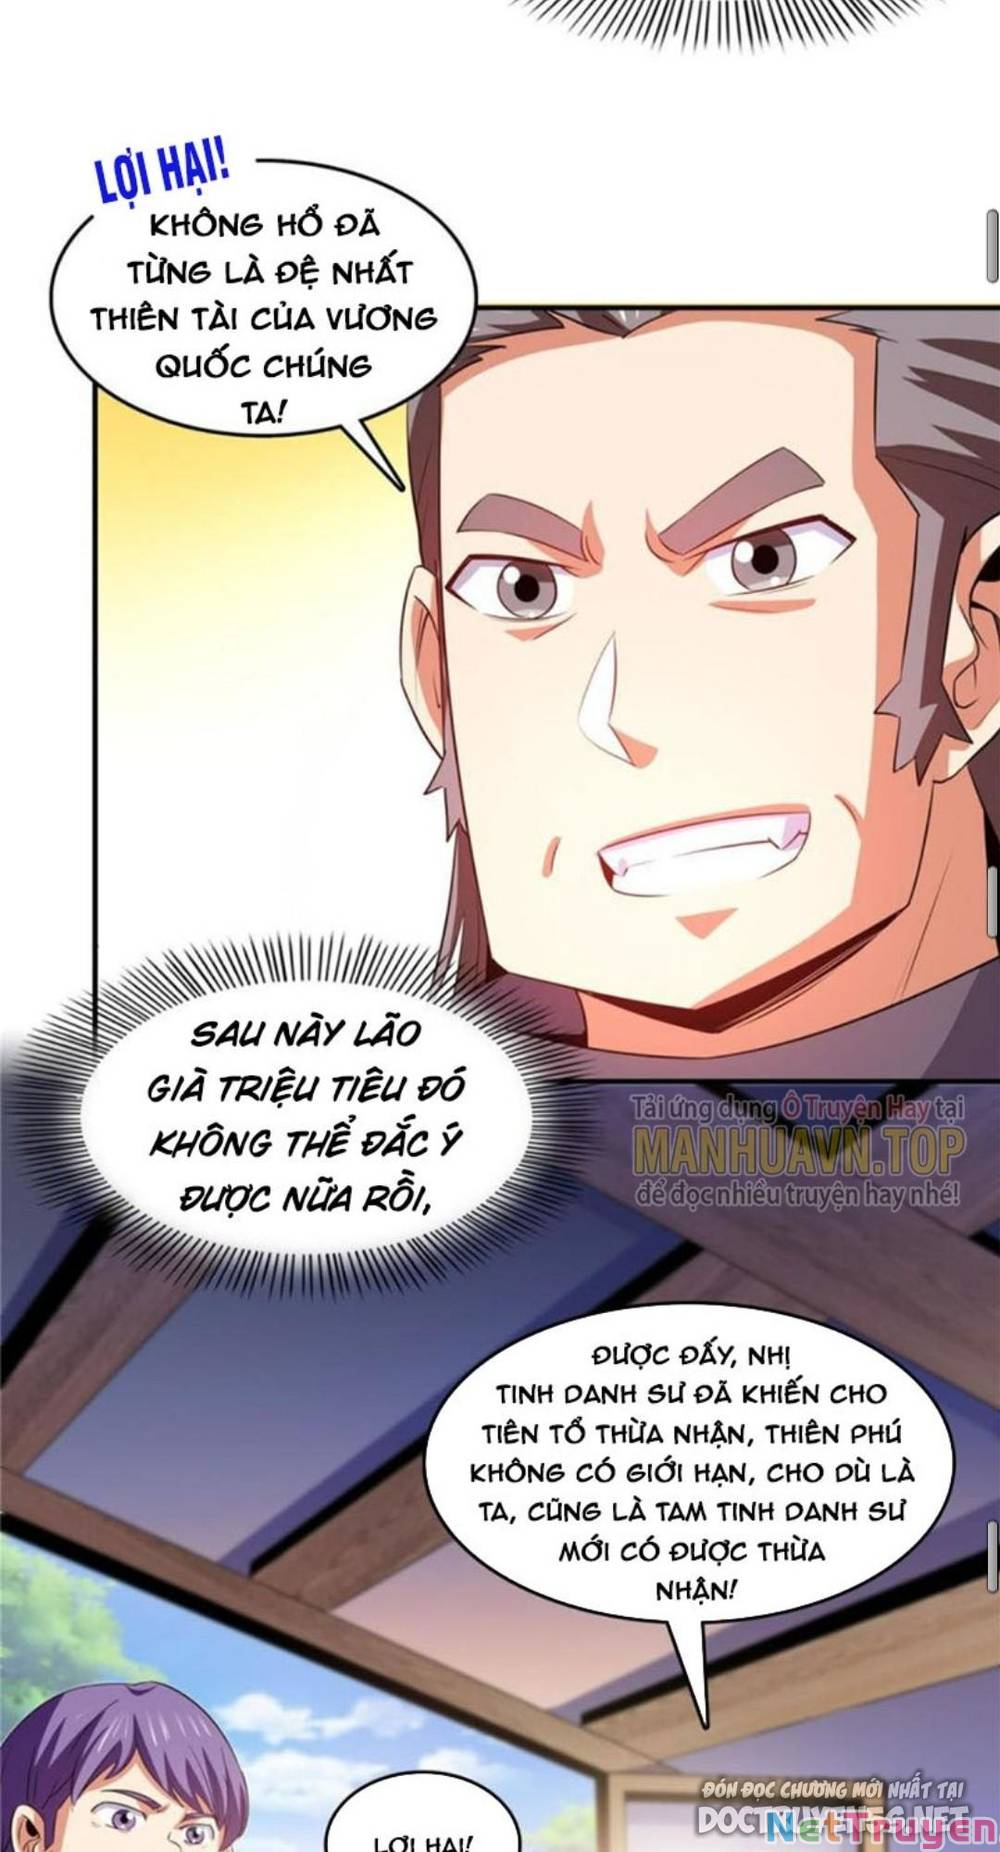 LỢI HẠI!
KHÔNG HỔ ĐÃ
TỪNG LÀ ĐỆ NHẤT
THIÊN TÀI CỦA VƯƠNG
QUỐC CHÚNG
TA!
SAU NÀY LÃO
GIÀ TRIỆU TIÊU ĐÓ
KHÔNG THỂ ĐẮC Ý
ĐƯỢC NỮA RỒI,
Tải ứng dụng Ô Truyện Hay tại
MANHUAVN.TOP
để đọc nhiều truyện hay nhé!
ĐƯỢC ĐẤY, NHỊ
TINH DANH SƯ ĐÃ KHIẾN CHO
TIÊN TỔ THỪA NHẬN, THIÊN PHÚ
KHÔNG CÓ GIỚI HẠN, CHO DÙ LÀ
TA, CŨNG LÀ TAM TINH DANH SƯ
MỚI CÓ ĐƯỢC THỪA
NHẬN!
ĐÓN ĐỌC CHƯƠNG MỚI NHẤT TẠI
DOCTRUYEN5S.NET
NetTruyen
LỢI HẠI!